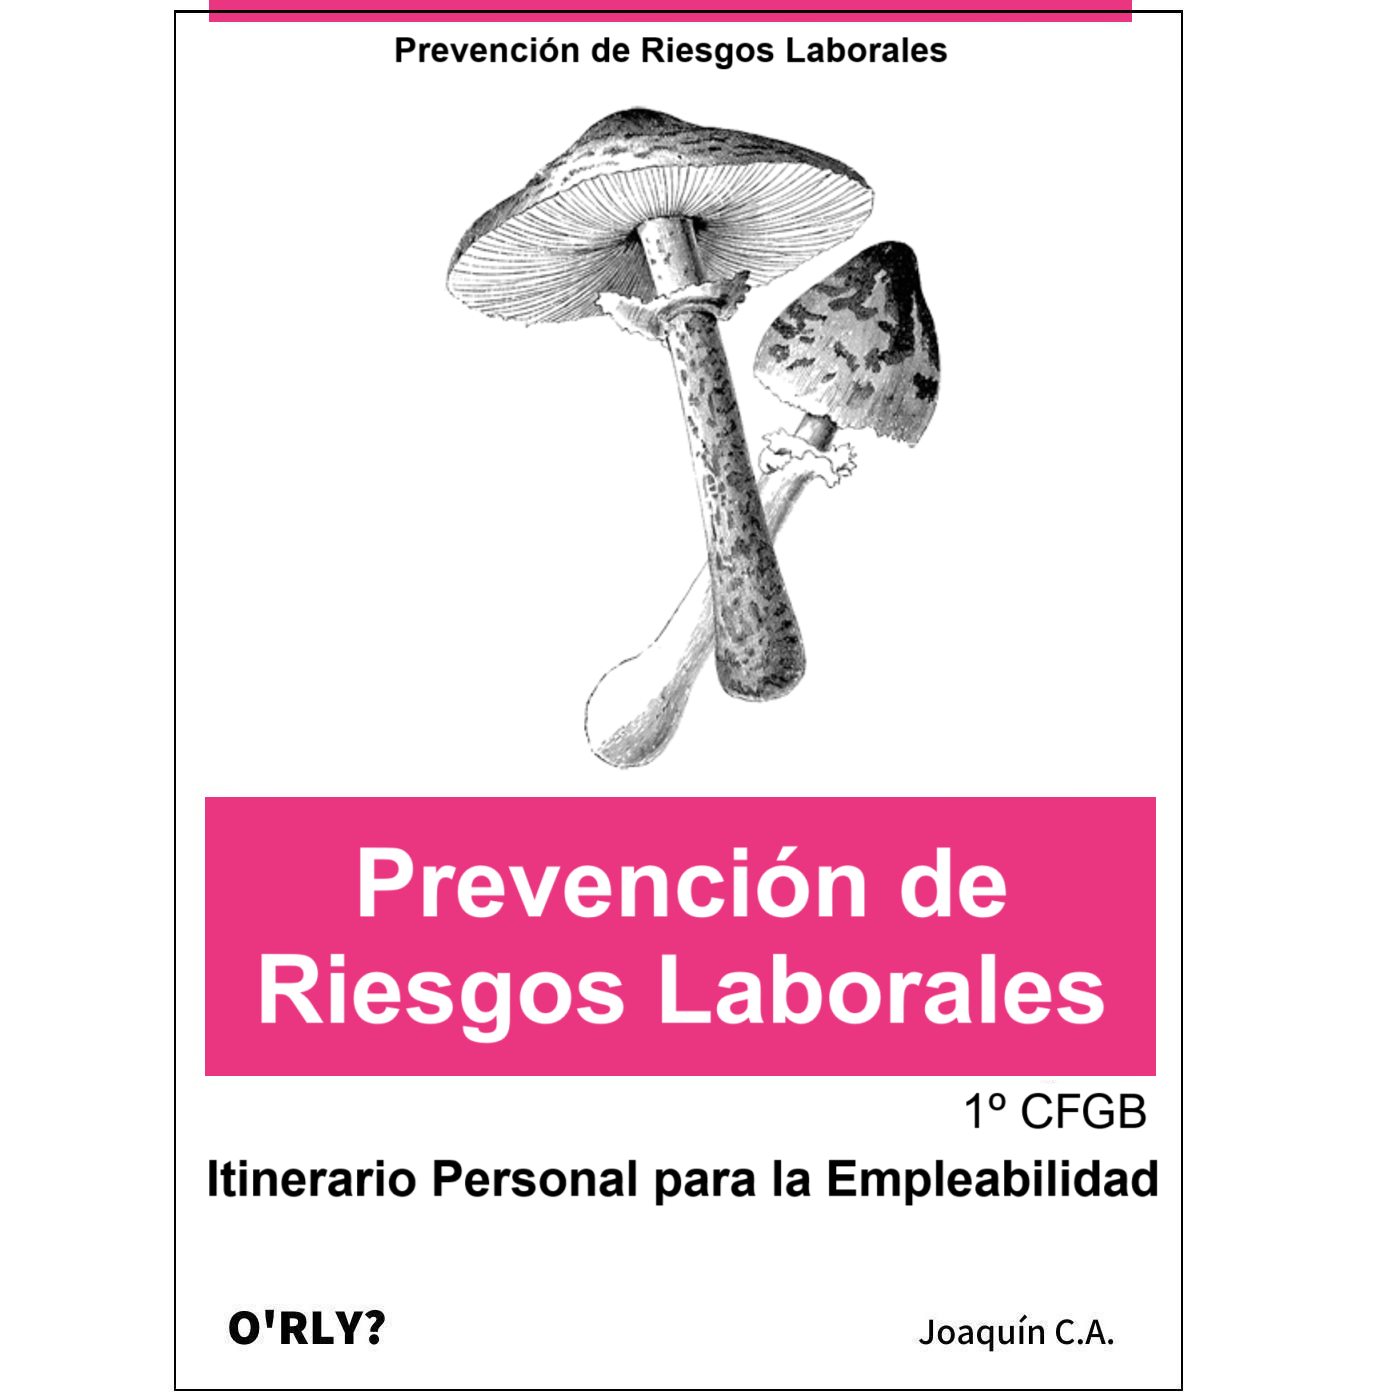 Prevención de Riesgos Laborales
Prevención de
Riesgos Laborales
1º CFGB
Itinerario Personal para la Empleabilidad
O'RLY?
Joaquín C.A.